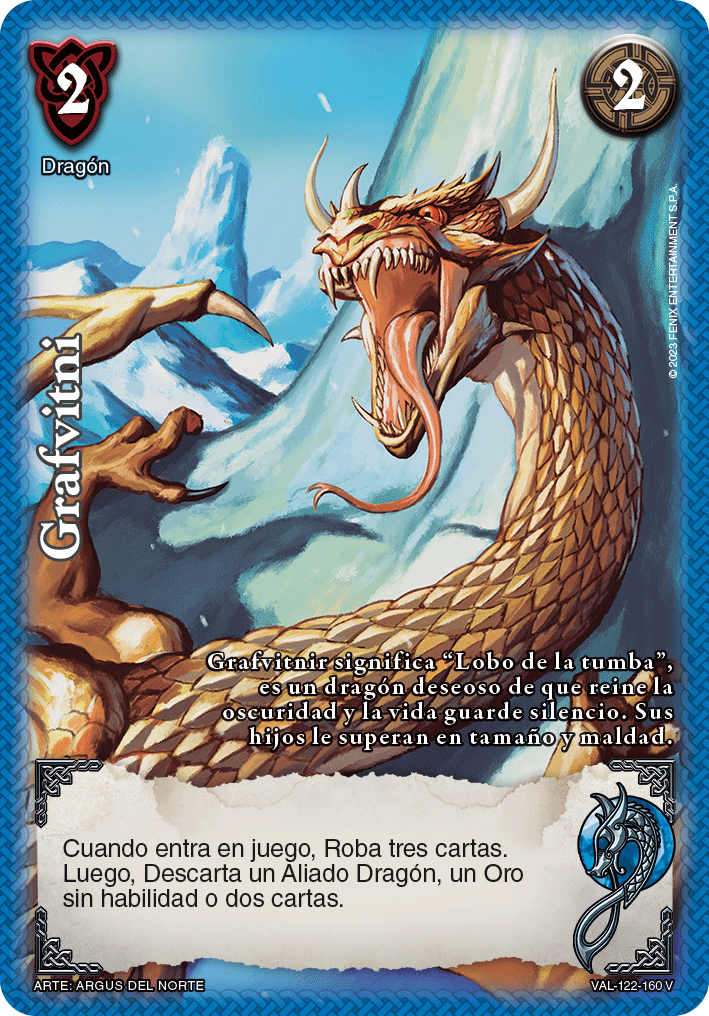 2
2
Dragón
© 2023 FENIX ENTERTAINMENT S.P.A.
Grafvitni
Grafvitnir significa “Lobo de la tumba”,
es un dragón deseoso de que reine la
oscuridad y la vida guarde silencio. Sus
hijos le superan en tamaño y maldad.
Cuando entra en juego, Roba tres cartas.
Luego, Descarta un Aliado Dragón, un Oro
sin habilidad o dos cartas.
ARTE: ARGUS DEL NORTE
VAL-122-160 V